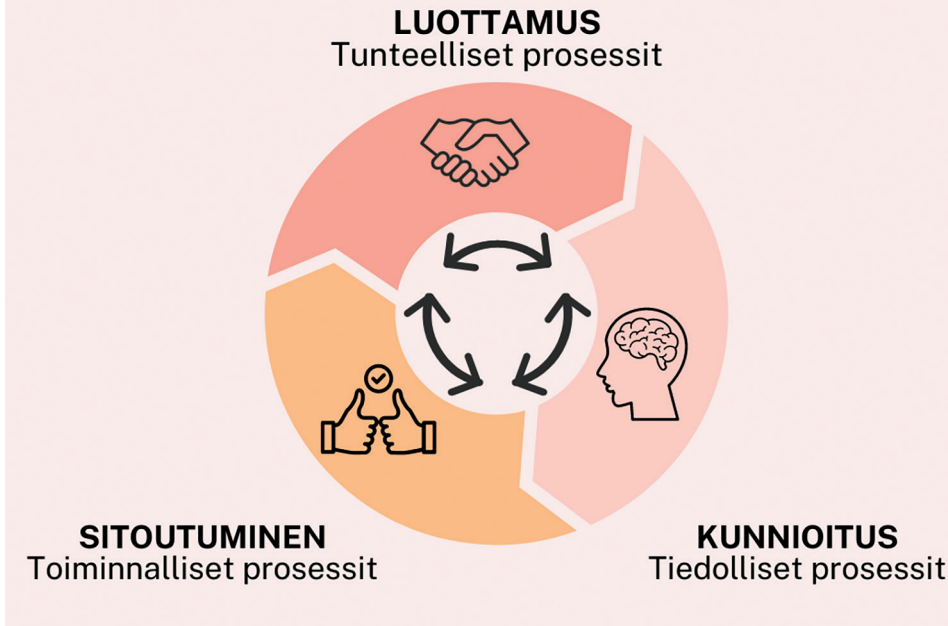 LUOTTAMUS
Tunteelliset prosessit
SITOUTUMINEN
Toiminnalliset prosessit
KUNNIOITUS
Tiedolliset prosessit